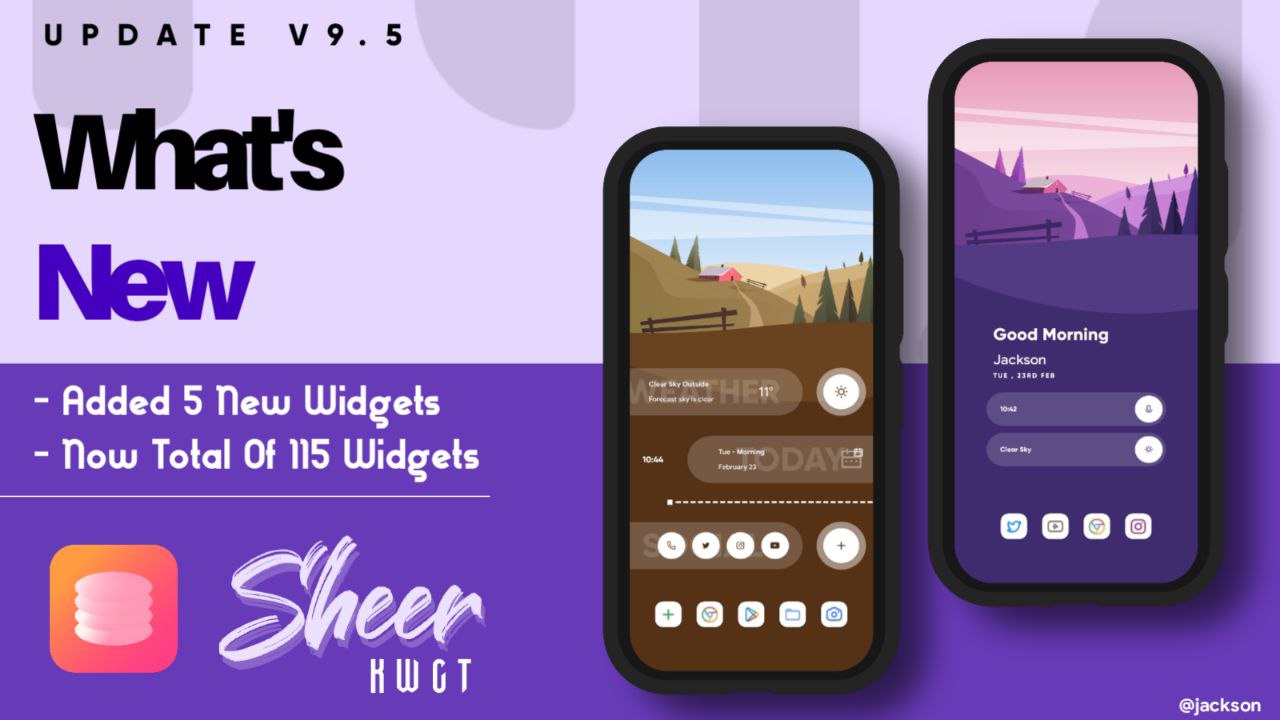 UPDATE V9.5
What's
New
- Added 5 New Widgets
- Now Total Of 115 Widgets
Sheer
KWGT
WEATHER
Clear Sky Outside
Forecast sky is clear
11°
10:44
TODAY
Tue - Morning
February 23
Good Morning
Jackson
TUE , 23RD FEB
10:42
Clear Sky
@jackson